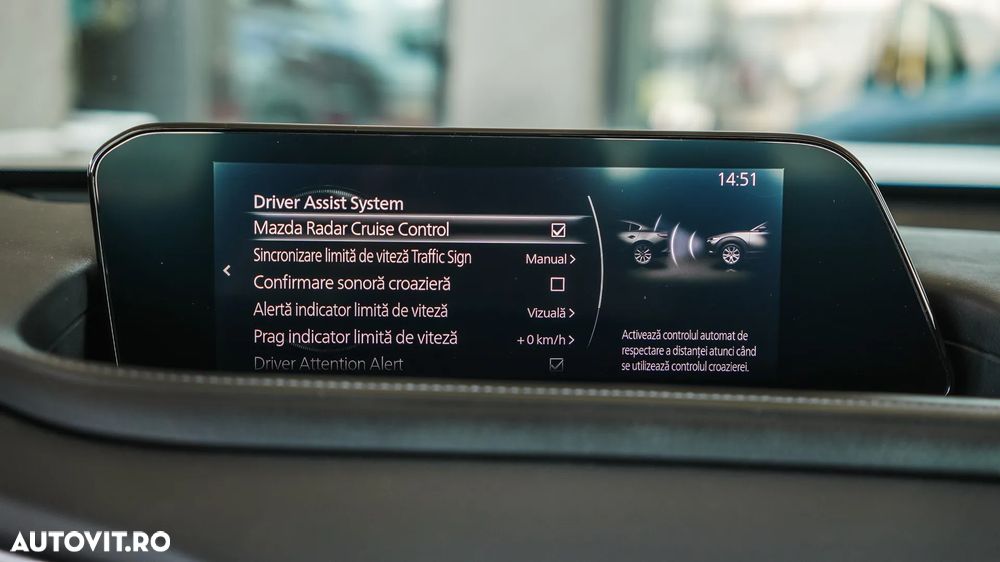 14:51
Driver Assist System
Mazda Radar Cruise Control
Sincronizare limită de viteză Traffic Sign Manual
Confirmare sonoră croazieră
Alertă indicator limită de viteză Vizuală
Prag indicator limită de viteză +0 km/h
Driver Attention Alert
Activează controlul automat de
respectare a distanței atunci când
se utilizează controlul croazierei.
AUTOVIT.RO